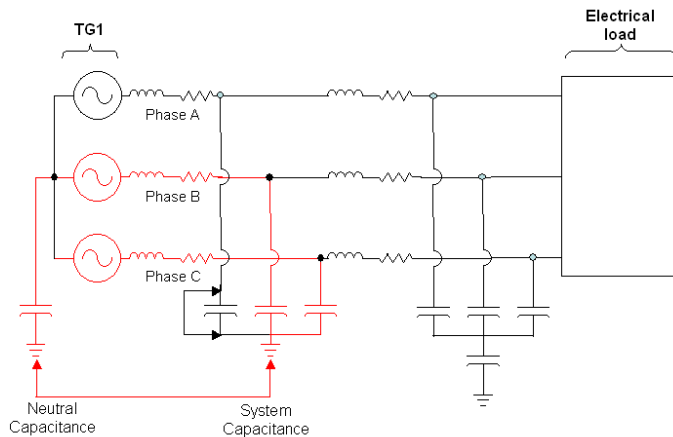 TG1
Electrical
load
Phase A
Phase B
Phase C
Neutral
Capacitance
System
Capacitance